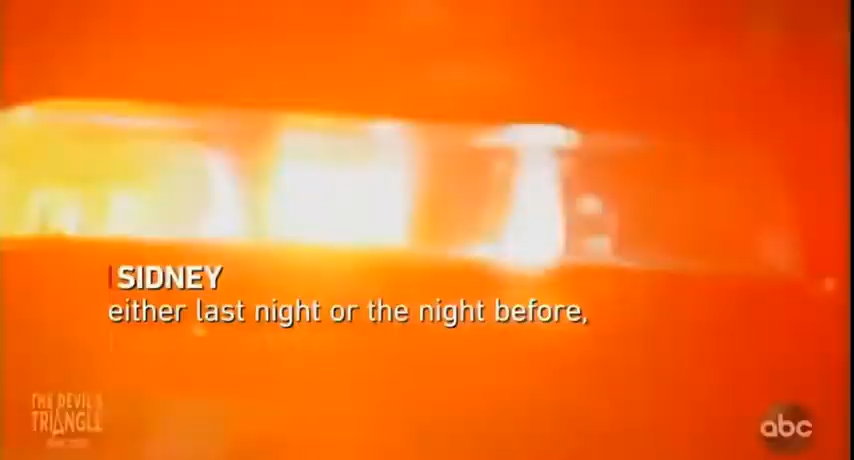 SIDNEY
either last night or the night before,
THE DEVIL'S
TRIANGLE
abc